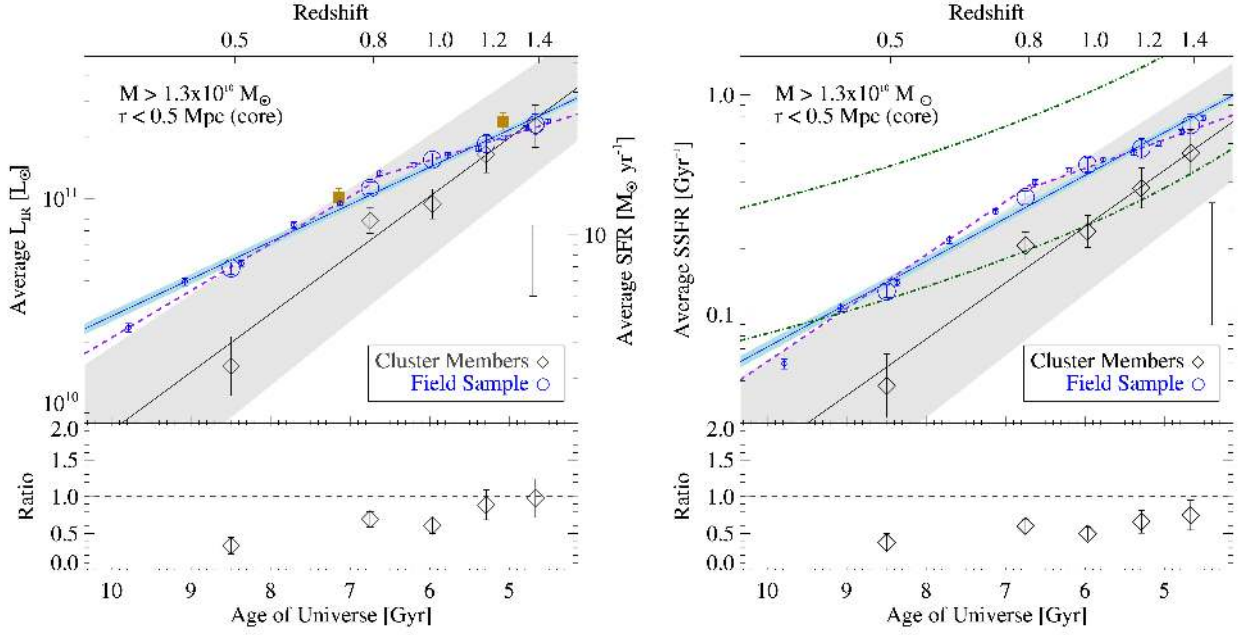 Redshift
0.5 0.8 1.0 1.2 1.4
M > 1.3x10¹⁰ M⊙
r < 0.5 Mpc (core)
Average L_IR [L⊙]
10¹¹
10¹⁰
Average SFR [M⊙ yr⁻¹]
10
Cluster Members
Field Sample
Ratio
2.0
1.5
1.0
0.5
0.0
10 9 8 7 6 5
Age of Universe [Gyr]
Redshift
0.5 0.8 1.0 1.2 1.4
M > 1.3x10¹⁰ M⊙
r < 0.5 Mpc (core)
Average SSFR [Gyr⁻¹]
1.0
0.1
Cluster Members
Field Sample
Ratio
2.0
1.5
1.0
0.5
0.0
10 9 8 7 6 5
Age of Universe [Gyr]